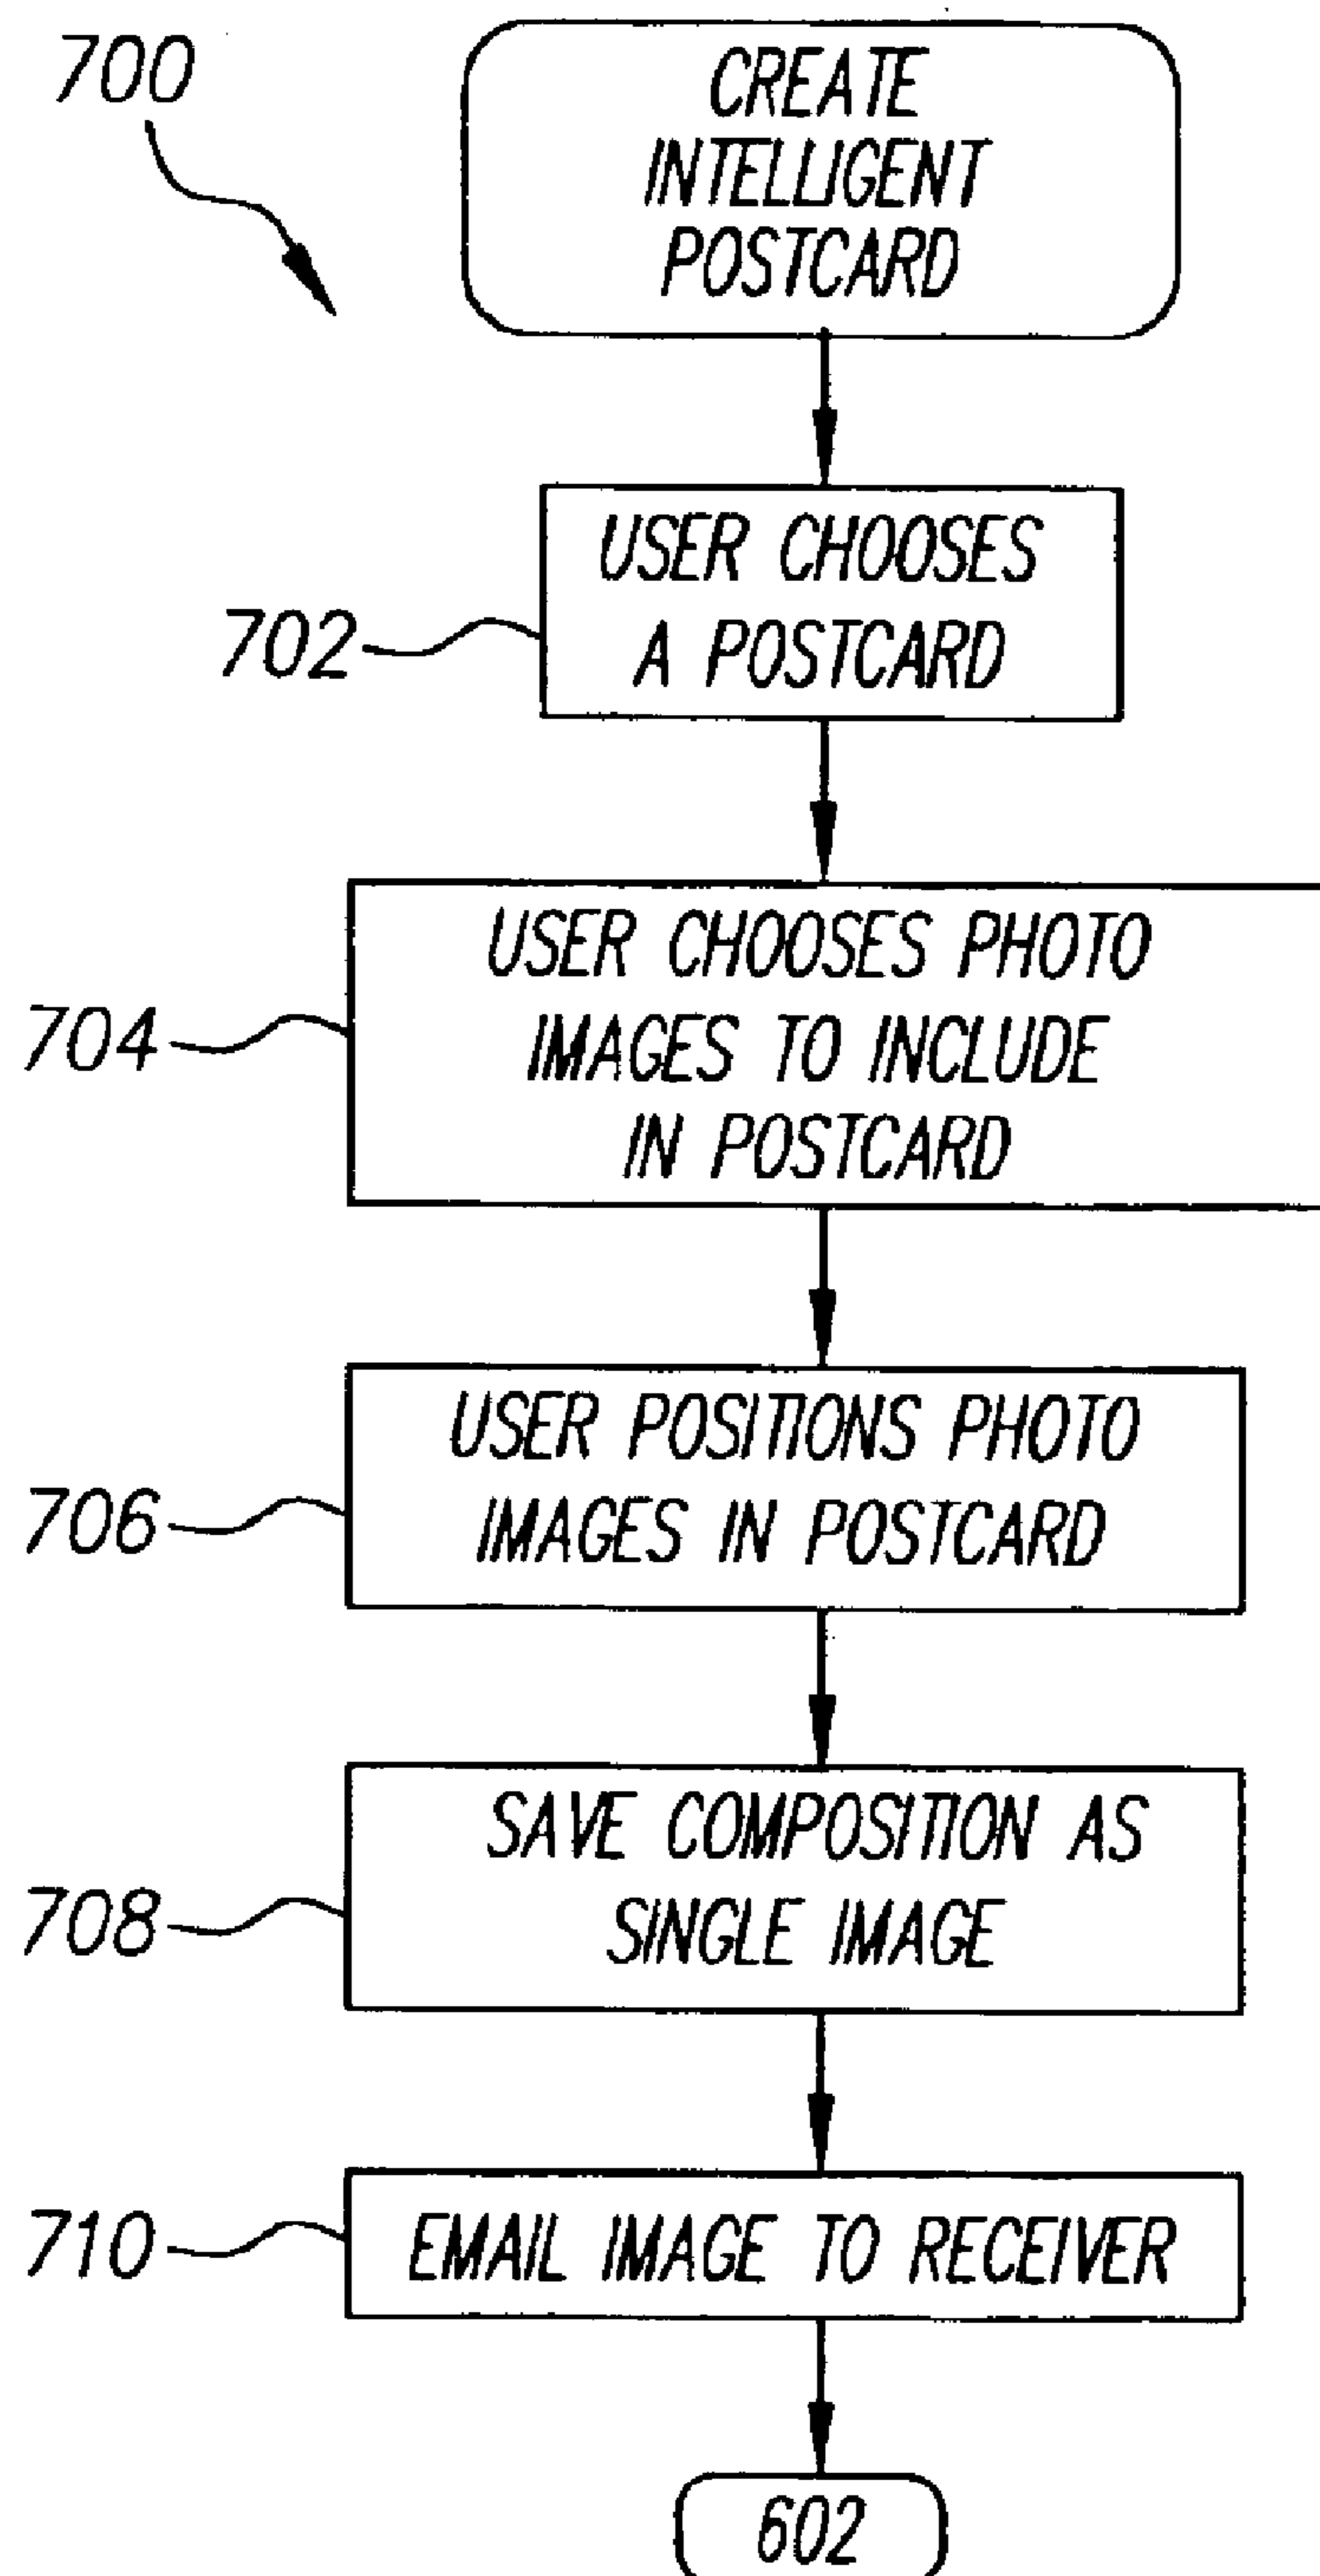 700
CREATE
INTELLIGENT
POSTCARD
USER CHOOSES
702
A POSTCARD
USER CHOOSES PHOTO
704
IMAGES TO INCLUDE
IN POSTCARD
USER POSITIONS PHOTO
706
IMAGES IN POSTCARD
SAVE COMPOSITION AS
708
SINGLE IMAGE
710
EMAIL IMAGE TO RECEIVER
602